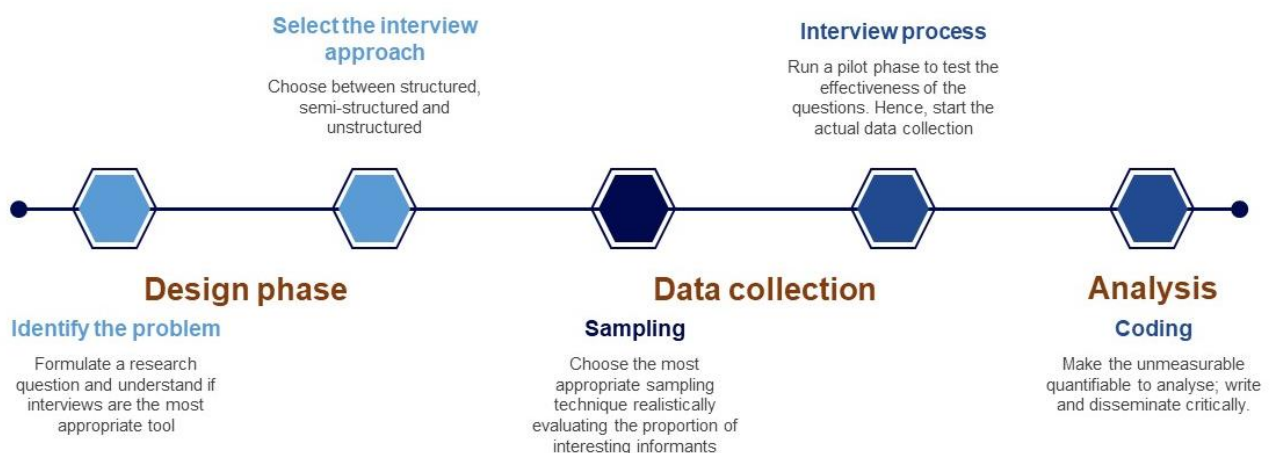 Select the interview
approach
Choose between structured,
semi-structured and
unstructured
Interview process
Run a pilot phase to test the
effectiveness of the
questions. Hence, start the
actual data collection
Design phase
Data collection
Analysis
Identify the problem
Formulate a research
question and understand if
interviews are the most
appropriate tool
Sampling
Choose the most
appropriate sampling
technique realistically
evaluating the proportion of
interesting informants
Coding
Make the unmeasurable
quantifiable to analyse; write
and disseminate critically.